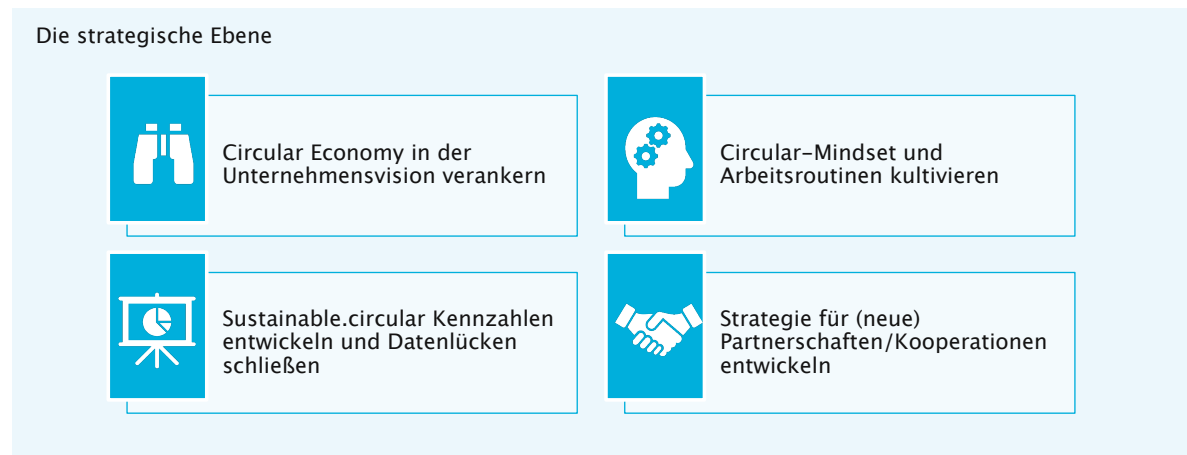 Die strategische Ebene
Circular Economy in der
Unternehmensvision verankern
Circular-Mindset und
Arbeitsroutinen kultivieren
Sustainable.circular Kennzahlen
entwickeln und Datenlücken
schließen
Strategie für (neue)
Partnerschaften/Kooperationen
entwickeln